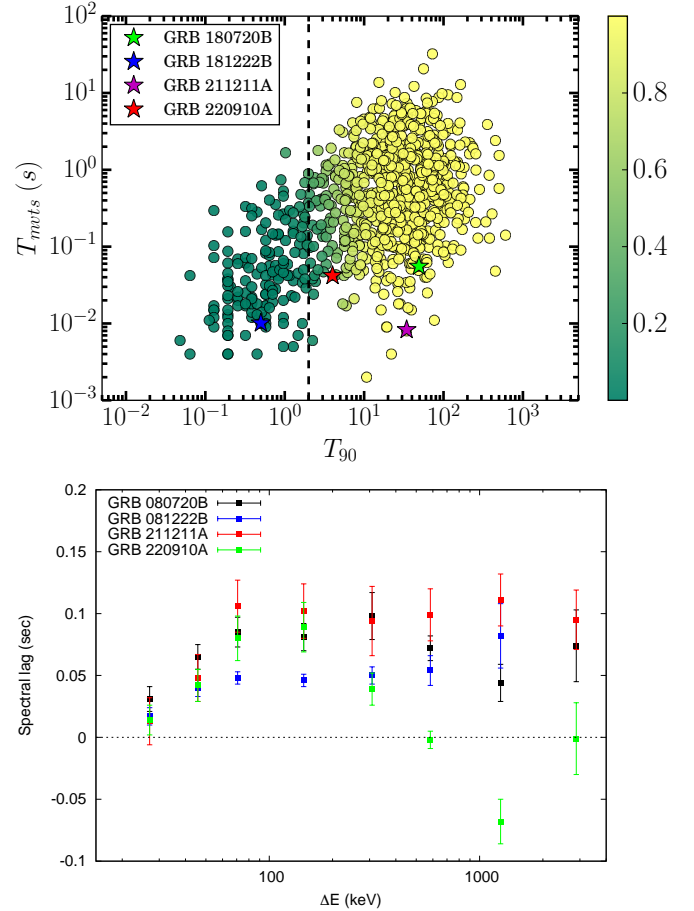 10^2
10^1
10^0
10^-1
10^-2
10^-3
T_mvts (s)
GRB 180720B
GRB 181222B
GRB 211211A
GRB 220910A
10^-2 10^-1 10^0 10^1 10^2 10^3
T_90
0.8
0.6
0.4
0.2
0.2
0.15
0.1
0.05
0
-0.05
-0.1
Spectral lag (sec)
GRB 080720B
GRB 081222B
GRB 211211A
GRB 220910A
100 1000
ΔE (keV)